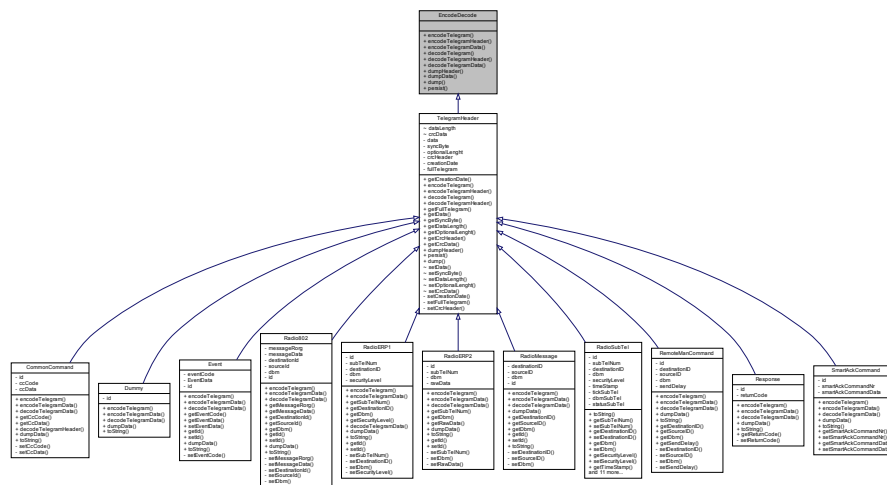 EncodeDecode
+ encodeTelegram()
+ encodeTelegramHeader()
+ encodeTelegramData()
+ decodeTelegram()
+ decodeTelegramHeader()
+ decodeTelegramData()
+ dumpHeader()
+ dumpData()
+ dump()
+ persist()
TelegramHeader
~ dataLength
~ crcData
- data
- syncByte
- optionalLenght
- crcHeader
- creationDate
- fullTelegram
+ getCreationDate()
+ encodeTelegram()
+ encodeTelegramHeader()
+ decodeTelegram()
+ decodeTelegramHeader()
+ getFullTelegram()
+ getData()
+ getSyncByte()
+ getDataLength()
+ getOptionalLenght()
+ getCrcHeader()
+ getCrcData()
+ dumpHeader()
+ persist()
+ dump()
~ setData()
~ setSyncByte()
~ setDataLength()
~ setOptionalLenght()
~ setCrcData()
- setCreationDate()
- setFullTelegram()
- setCrcHeader()
CommonCommand
- id
- ccCode
- ccData
+ encodeTelegram()
+ encodeTelegramData()
+ decodeTelegramData()
+ getCcCode()
+ getCcData()
+ encodeTelegramHeader()
+ dumpData()
+ toString()
- setCcCode()
- setCcData()
Dummy
- id
+ encodeTelegram()
+ encodeTelegramData()
+ decodeTelegramData()
+ dumpData()
+ toString()
Event
- eventCode
- EventData
- id
+ encodeTelegram()
+ encodeTelegramData()
+ decodeTelegramData()
+ getEventCode()
+ getEventData()
+ setEventData()
+ getId()
+ setId()
+ dumpData()
+ toString()
- setEventCode()
Radio802
- messageRorg
- messageData
- destinationId
- sourceId
- dbm
- id
+ encodeTelegram()
+ encodeTelegramData()
+ decodeTelegramData()
+ getMessageRorg()
+ getMessageData()
+ getDestinationId()
+ getSourceId()
+ getDbm()
+ getId()
+ setId()
+ dumpData()
+ toString()
- setMessageRorg()
- setMessageData()
- setDestinationId()
- setSourceId()
- setDbm()
RadioERP1
- id
- subTelNum
- destinationID
- dbm
- securityLevel
+ encodeTelegram()
+ encodeTelegramData()
+ getSubTelNum()
+ getDestinationID()
+ getDbm()
+ getSecurityLevel()
+ decodeTelegramData()
+ dumpData()
+ toString()
+ getId()
+ setId()
- setSubTelNum()
- setDestinationID()
- setDbm()
- setSecurityLevel()
RadioERP2
- id
- subTelNum
- dbm
- rawData
+ encodeTelegram()
+ encodeTelegramData()
+ decodeTelegramData()
+ getSubTelNum()
+ getDbm()
+ getRawData()
+ dumpData()
+ toString()
+ getId()
+ setId()
- setSubTelNum()
- setDbm()
- setRawData()
RadioMessage
- destinationID
- sourceID
- dbm
- id
+ encodeTelegram()
+ encodeTelegramData()
+ decodeTelegramData()
+ dumpData()
+ getDestinationID()
+ getSourceID()
+ getDbm()
+ getId()
+ setId()
+ toString()
- setDestinationID()
- setSourceID()
- setDbm()
RadioSubTel
- id
- subTelNum
- destinationID
- dbm
- securityLevel
- timeStamp
- tickSubTel
- dbmSubTel
- statusSubTel
+ toString()
+ getSubTelNum()
+ setSubTelNum()
+ getDestinationID()
+ setDestinationID()
+ getDbm()
+ setDbm()
+ getSecurityLevel()
+ setSecurityLevel()
+ getTimeStamp()
and 11 more...
RemoteManCommand
- id
- destinationID
- sourceID
- dbm
- sendDelay
+ encodeTelegram()
+ encodeTelegramData()
+ decodeTelegramData()
+ dumpData()
+ toString()
+ getDestinationID()
+ getSourceID()
+ getDbm()
+ getSendDelay()
- setDestinationID()
- setSourceID()
- setDbm()
- setSendDelay()
Response
- id
- returnCode
+ encodeTelegram()
+ encodeTelegramData()
+ decodeTelegramData()
+ dumpData()
+ toString()
+ getReturnCode()
- setReturnCode()
SmartAckCommand
- id
- smartAckCommandNr
- smartAckCommandData
+ encodeTelegram()
+ encodeTelegramData()
+ decodeTelegramData()
+ dumpData()
+ toString()
+ getSmartAckCommandNr()
+ setSmartAckCommandNr()
+ getSmartAckCommandData()
+ setSmartAckCommandData()